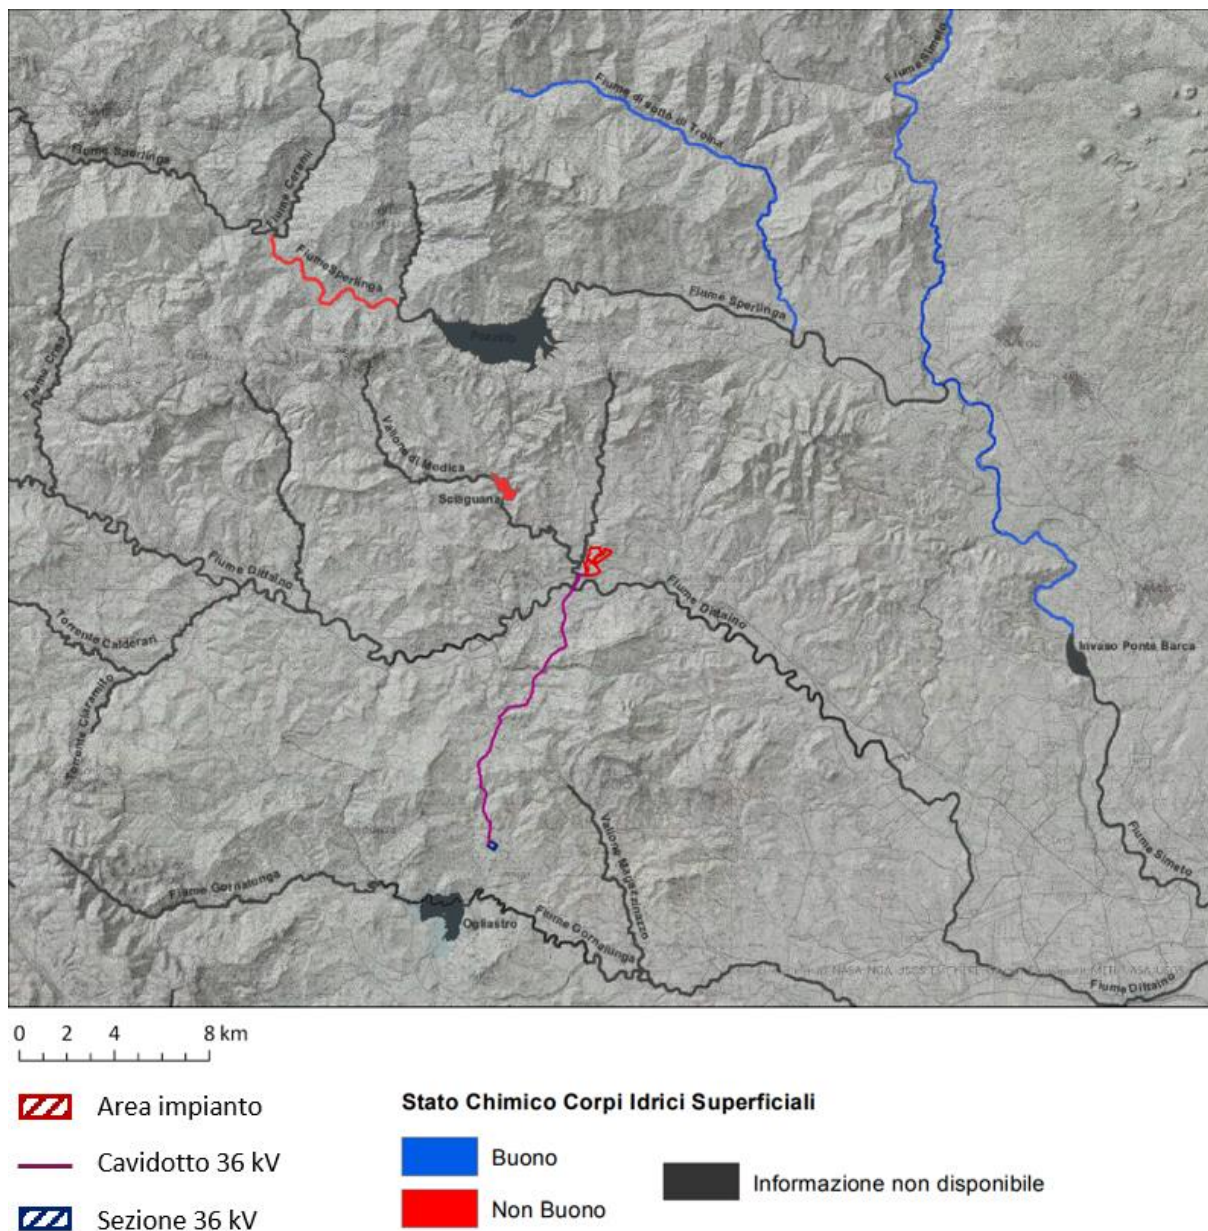 Fiume Simeto
Fiume di sotto di Troina
Fiume Sperlinga
Fiume Cerami
Fiume Sperlinga
Fiume Sperlinga
Pozzillo
Fiume Crisa
Vallone di Modica
Sciaguana
Fiume Dittaino
Fiume Dittaino
Torrente Calderari
Invaso Ponte Barca
Torrente Ciaramito
Vallone Magazzinazzo
Fiume Simeto
Fiume Gornalunga
Ogliastro
Fiume Gornalunga
Fiume Dittaino
0 2 4 8 km
Area impianto
Cavidotto 36 kV
Sezione 36 kV
Stato Chimico Corpi Idrici Superficiali
Buono
Non Buono
Informazione non disponibile